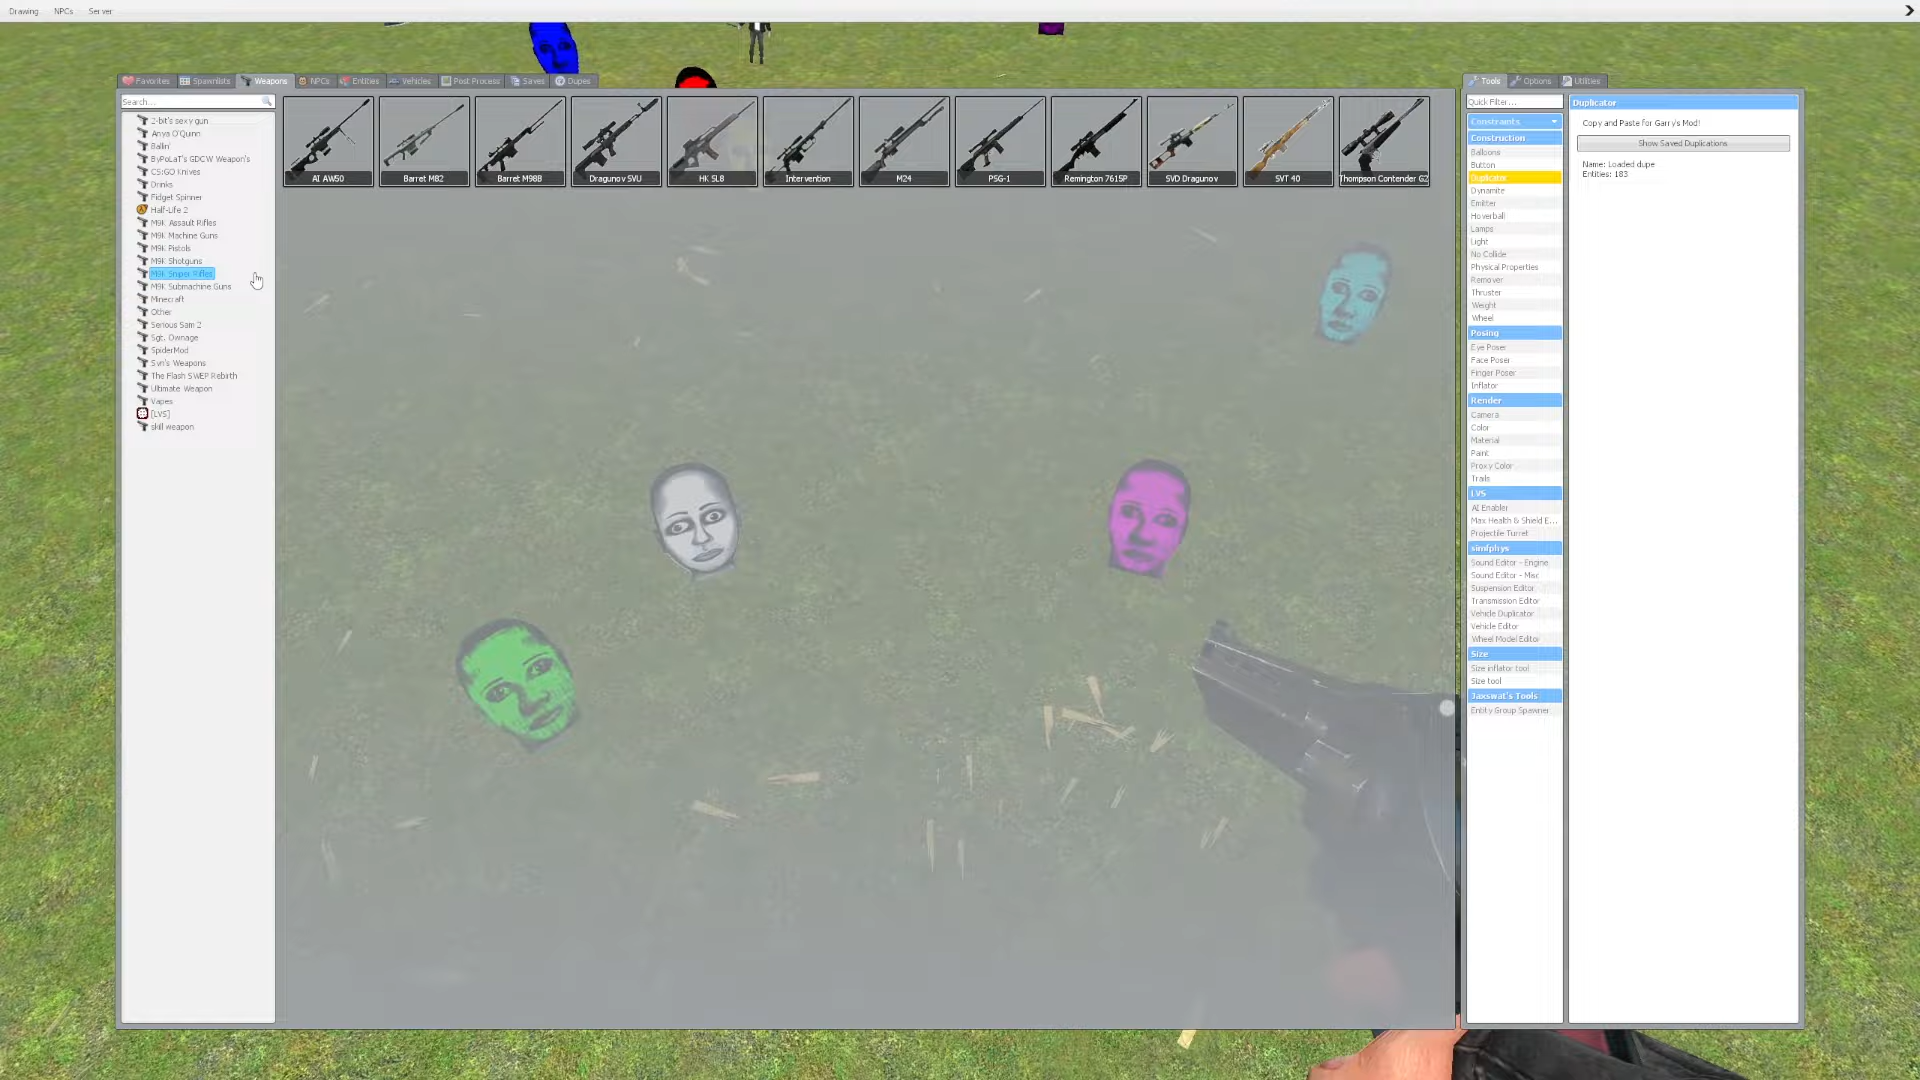 Drawing NPCs Server
Favorites Spawnlists Weapons NPCs Entities Vehicles Post Process Saves Dupes
Search...
2-bit's sexy gun
Anya O'Quinn
Ballin'
ByPoLaT's GDCW Weapon's
CS:GO Knives
Drinks
Fidget Spinner
Half-Life 2
M9K Assault Rifles
M9K Machine Guns
M9K Pistols
M9K Shotguns
M9K Sniper Rifles
M9K Submachine Guns
Minecraft
Other
Serious Sam 2
Sgt. Ownage
SpiderMod
Syn's Weapons
The Flash SWEP Rebirth
Ultimate Weapon
Vapes
[LVS]
skill weapon
AI AW50 Barret M82 Barret M98B Dragunov SVU HK SL8 Intervention M24 PSG-1 Remington 7615P SVD Dragunov SVT 40 Thompson Contender G2
Tools Options Utilities
Quick Filter...
Constraints
Construction
Balloons
Button
Duplicator
Dynamite
Emitter
Hoverball
Lamps
Light
No Collide
Physical Properties
Remover
Thruster
Weight
Wheel
Posing
Eye Poser
Face Poser
Finger Poser
Inflator
Render
Camera
Color
Material
Paint
Proxy Color
Trails
LVS
AI Enabler
Max Health & Shield E...
Projectile Turret
simfphys
Sound Editor - Engine
Sound Editor - Misc
Suspension Editor
Transmission Editor
Vehicle Duplicator
Vehicle Editor
Wheel Model Editor
Size
Size inflator tool
Size tool
Jaxswat's Tools
Entity Group Spawner
Duplicator
Copy and Paste for Garry's Mod!
Show Saved Duplications
Name: Loaded dupe
Entities: 183